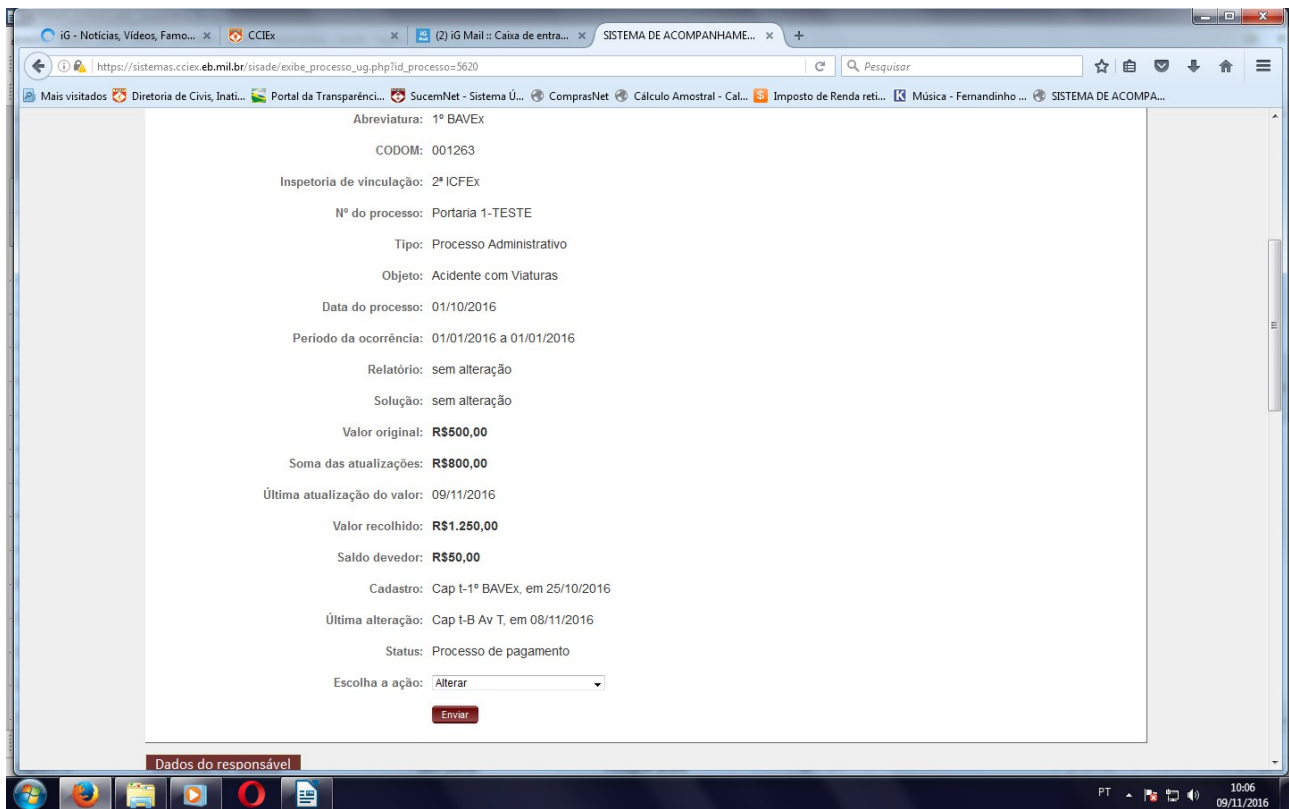 iG - Notícias, Vídeos, Famo... CCIEx (2) iG Mail :: Caixa de entra... SISTEMA DE ACOMPANHAME...
https://sistemas.cciex.eb.mil.br/sisade/exibe_processo_ug.php?id_processo=5620 Pesquisar
Mais visitados Diretoria de Civis, Inati... Portal da Transparênci... SucemNet - Sistema Ú... ComprasNet Cálculo Amostral - Cal... Imposto de Renda reti... Música - Fernandinho ... SISTEMA DE ACOMPA...
Abreviatura: 1º BAVEx
CODOM: 001263
Inspetoria de vinculação: 2ª ICFEx
Nº do processo: Portaria 1-TESTE
Tipo: Processo Administrativo
Objeto: Acidente com Viaturas
Data do processo: 01/10/2016
Período da ocorrência: 01/01/2016 a 01/01/2016
Relatório: sem alteração
Solução: sem alteração
Valor original: R$500,00
Soma das atualizações: R$800,00
Última atualização do valor: 09/11/2016
Valor recolhido: R$1.250,00
Saldo devedor: R$50,00
Cadastro: Cap t-1º BAVEx, em 25/10/2016
Última alteração: Cap t-B Av T, em 08/11/2016
Status: Processo de pagamento
Escolha a ação: Alterar
Enviar
Dados do responsável
PT 10:06
09/11/2016